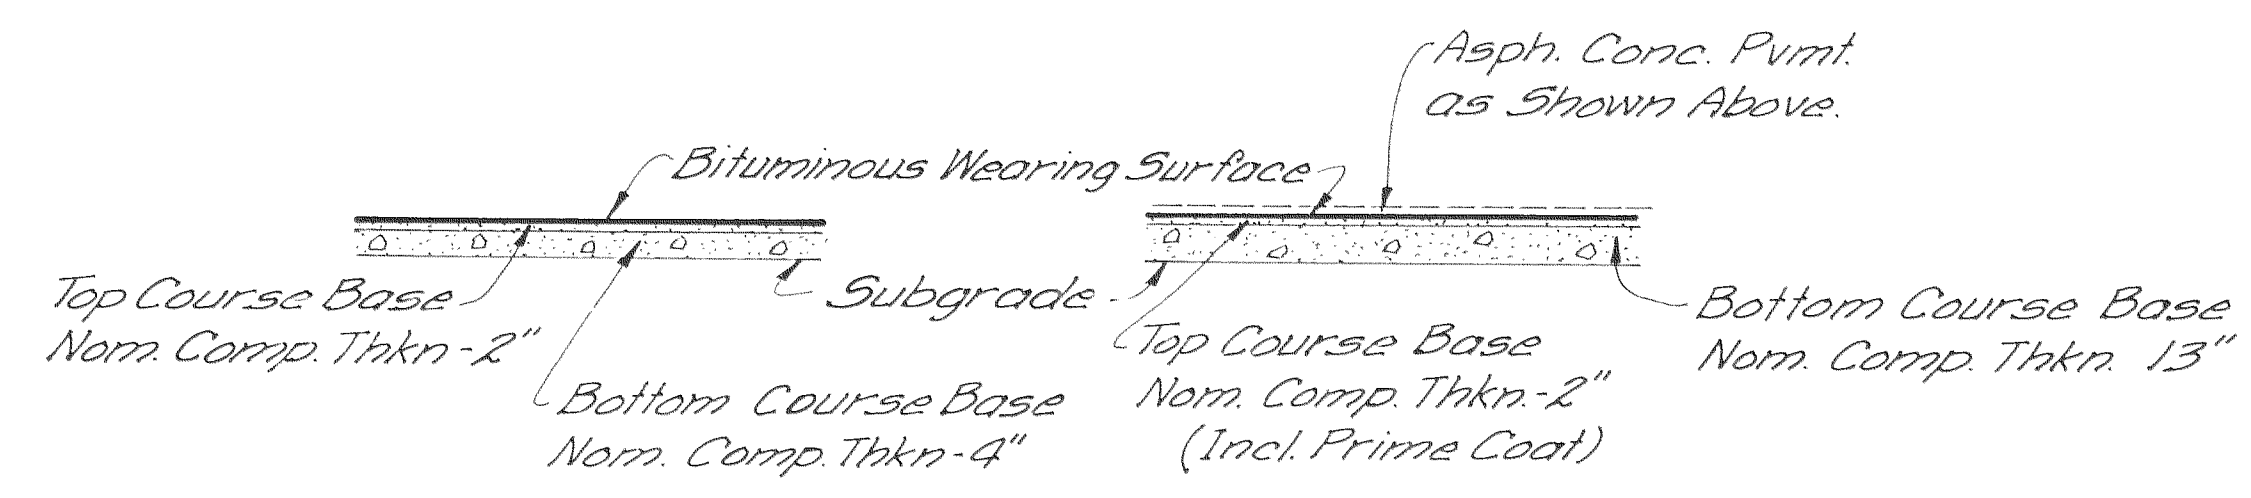 Asph. Conc. Pvmt.
as Shown Above.
Bituminous Wearing Surface
Top Course Base
Nom. Comp. Thkn-2"
Subgrade
Bottom Course Base
Nom. Comp. Thkn-4"
Top Course Base
Nom. Comp. Thkn.-2"
(Incl. Prime Coat)
Bottom Course Base
Nom. Comp. Thkn. 13"